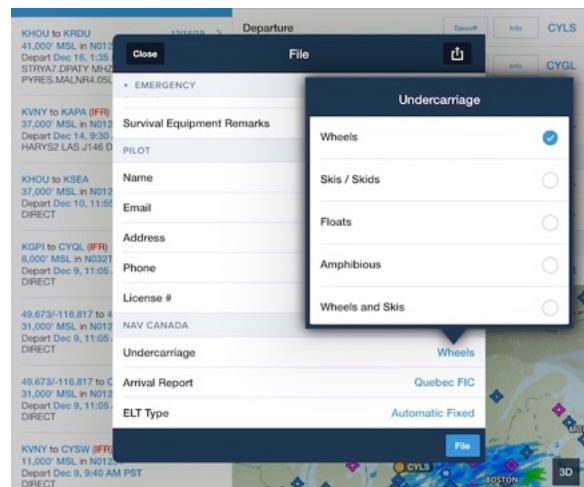 KHOU to KRDU
41,000' MSL in N012
Depart Dec 16, 1:35
STRYA7.DPATY MHZ
PYRES.MALNR4.05L
KVNY to KAPA (IFR)
37,000' MSL in N012
Depart Dec 14, 9:30
HARYS2 LAS J146 D
KHOU to KSEA
37,000' MSL in N012
Depart Dec 10, 11:55
DIRECT
KGPI to CYQL (IFR)
8,000' MSL in N032T
Depart Dec 9, 11:05
DIRECT
49.673/-116.817 to 4
31,000' MSL in N012
Depart Dec 9, 11:05
DIRECT
49.673/-116.817 to C
31,000' MSL in N012
Depart Dec 9, 11:05
DIRECT
KVNY to CYSW (IFR)
11,000' MSL in N01234
Depart Dec 9, 9:40 AM PST
DIRECT
Departure
Takeoff
Info
CYLS
Info
CYGL
Close
File
EMERGENCY
Survival Equipment Remarks
PILOT
Name
Email
Address
Phone
License #
NAV CANADA
Undercarriage
Wheels
Arrival Report
Quebec FIC
ELT Type
Automatic Fixed
File
Undercarriage
Wheels
Skis / Skids
Floats
Amphibious
Wheels and Skis
CYLS
BOSTON
3D